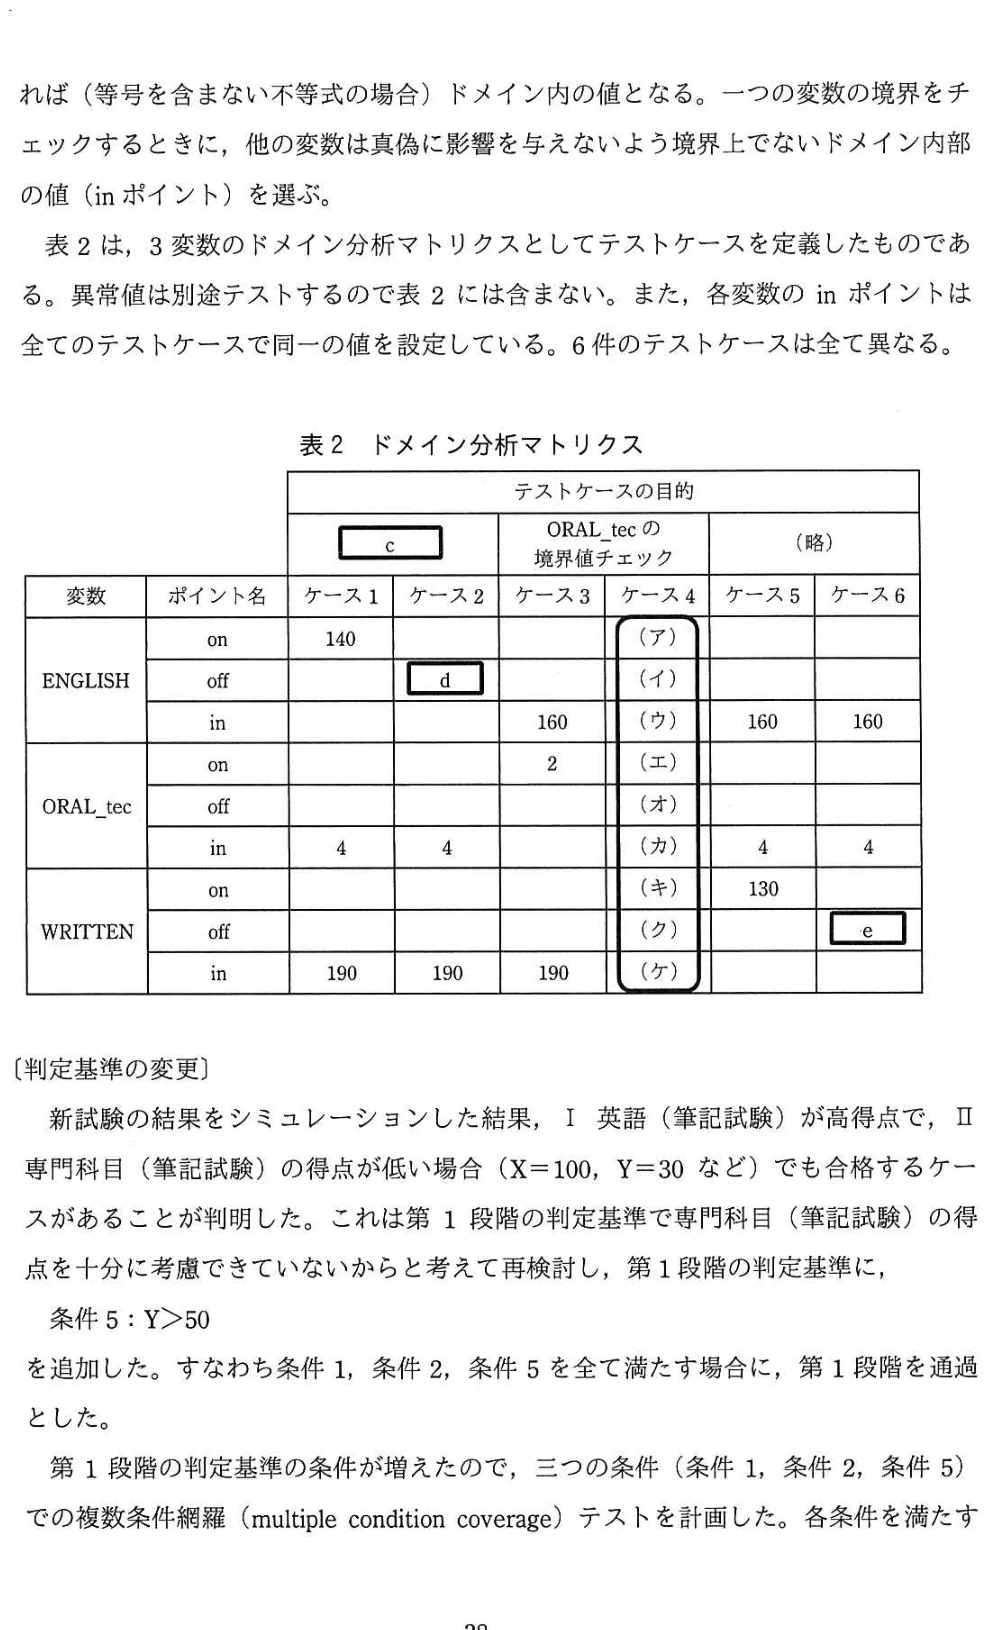 れば（等号を含まない不等式の場合）ドメイン内の値となる。一つの変数の境界をチ
ェックするときに，他の変数は真偽に影響を与えないよう境界上でないドメイン内部
の値（in ポイント）を選ぶ。
表 2 は，3 変数のドメイン分析マトリクスとしてテストケースを定義したものであ
る。異常値は別途テストするので表 2 には含まない。また，各変数の in ポイントは
全てのテストケースで同一の値を設定している。6 件のテストケースは全て異なる。
表 2　ドメイン分析マトリクス
テストケースの目的
c
ORAL_tec の
境界値チェック
（略）
変数 ポイント名 ケース 1 ケース 2 ケース 3 ケース 4 ケース 5 ケース 6
on 140 （ア）
ENGLISH off d （イ）
in 160 （ウ） 160 160
on 2 （エ）
ORAL_tec off （オ）
in 4 4 （カ） 4 4
on （キ） 130
WRITTEN off （ク） e
in 190 190 190 （ケ）
〔判定基準の変更〕
新試験の結果をシミュレーションした結果，Ⅰ 英語（筆記試験）が高得点で，Ⅱ
専門科目（筆記試験）の得点が低い場合（X＝100，Y＝30 など）でも合格するケー
スがあることが判明した。これは第 1 段階の判定基準で専門科目（筆記試験）の得
点を十分に考慮できていないからと考えて再検討し，第 1 段階の判定基準に，
条件 5：Y＞50
を追加した。すなわち条件 1，条件 2，条件 5 を全て満たす場合に，第 1 段階を通過
とした。
第 1 段階の判定基準の条件が増えたので，三つの条件（条件 1，条件 2，条件 5）
での複数条件網羅（multiple condition coverage）テストを計画した。各条件を満たす